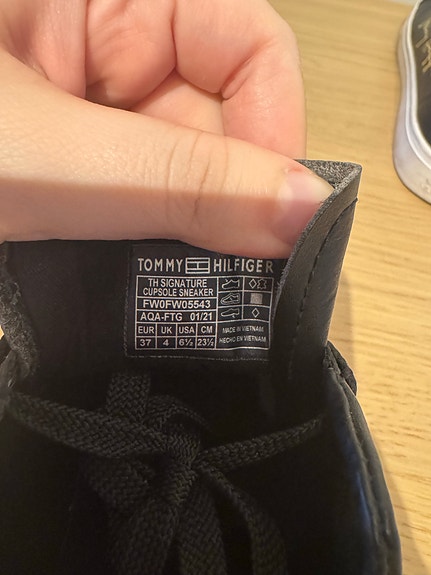 TOMMY HILFIGER
TH SIGNATURE
CUPSOLE SNEAKER
FW0FW05543
AQA-FTG 01/21
EUR UK USA CM
37 4 6½ 23½
MADE IN VIETNAM
HECHO EN VIETNAM